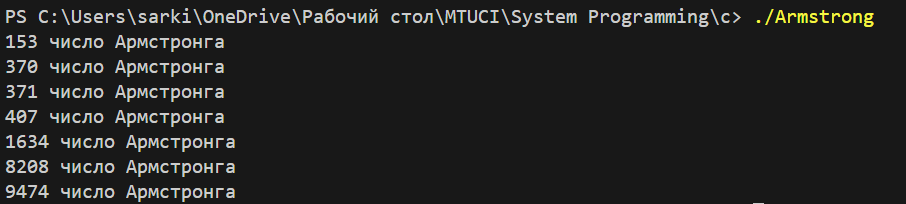 PS C:\Users\sarki\OneDrive\Рабочий стол\MTUCI\System Programming\c> ./Armstrong
153 число Армстронга
370 число Армстронга
371 число Армстронга
407 число Армстронга
1634 число Армстронга
8208 число Армстронга
9474 число Армстронга